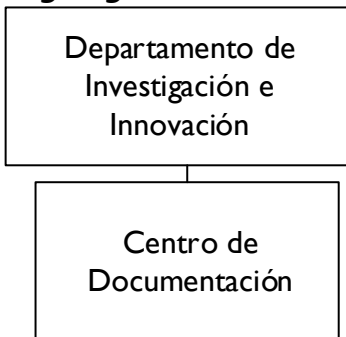 Departamento de
Investigación e
Innovación
Centro de
Documentación